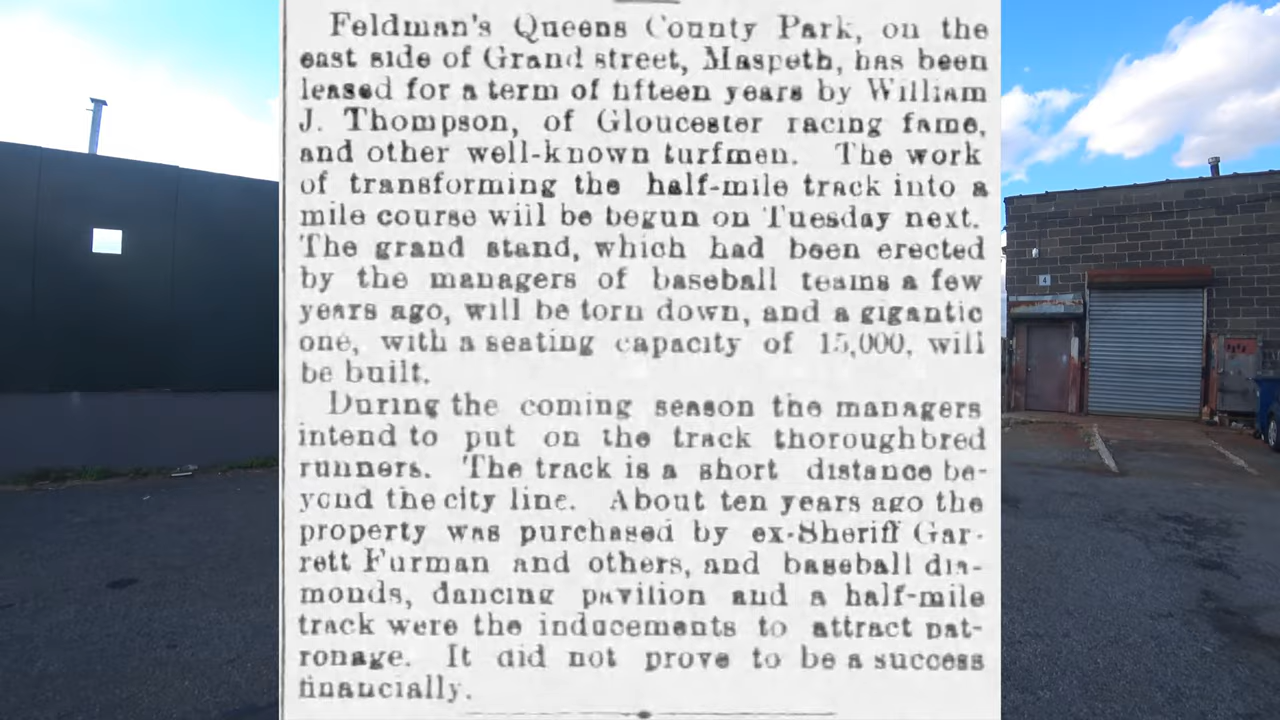 Feldman's Queens County Park, on the
east side of Grand street, Maspeth, has been
leased for a term of fifteen years by William
J. Thompson, of Gloucester racing fame,
and other well-known turfmen. The work
of transforming the half-mile track into a
mile course will be begun on Tuesday next.
The grand stand, which had been erected
by the managers of baseball teams a few
years ago, will be torn down, and a gigantic
one, with a seating capacity of 15,000, will
be built.
During the coming season the managers
intend to put on the track thoroughbred
runners. The track is a short distance be-
yond the city line. About ten years ago the
property was purchased by ex-Sheriff Gar-
rett Furman and others, and baseball dia-
monds, dancing pavilion and a half-mile
track were the inducements to attract pat-
ronage. It did not prove to be a success
financially.
4